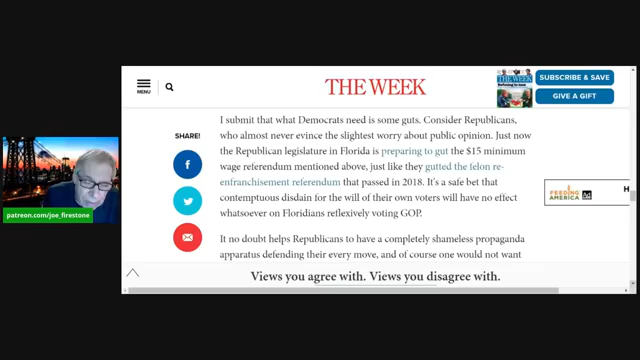 MENU
THE WEEK
SUBSCRIBE & SAVE
GIVE A GIFT
SHARE!
I submit that what Democrats need is some guts. Consider Republicans,
who almost never evince the slightest worry about public opinion. Just now
the Republican legislature in Florida is preparing to gut the $15 minimum
wage referendum mentioned above, just like they gutted the felon re-
enfranchisement referendum that passed in 2018. It's a safe bet that
contemptuous disdain for the will of their own voters will have no effect
whatsoever on Floridians reflexively voting GOP.
It no doubt helps Republicans to have a completely shameless propaganda
apparatus defending their every move, and of course one would not want
Views you agree with. Views you disagree with.
patreon.com/joe_firestone
FEEDING
AMERICA
Ad
H